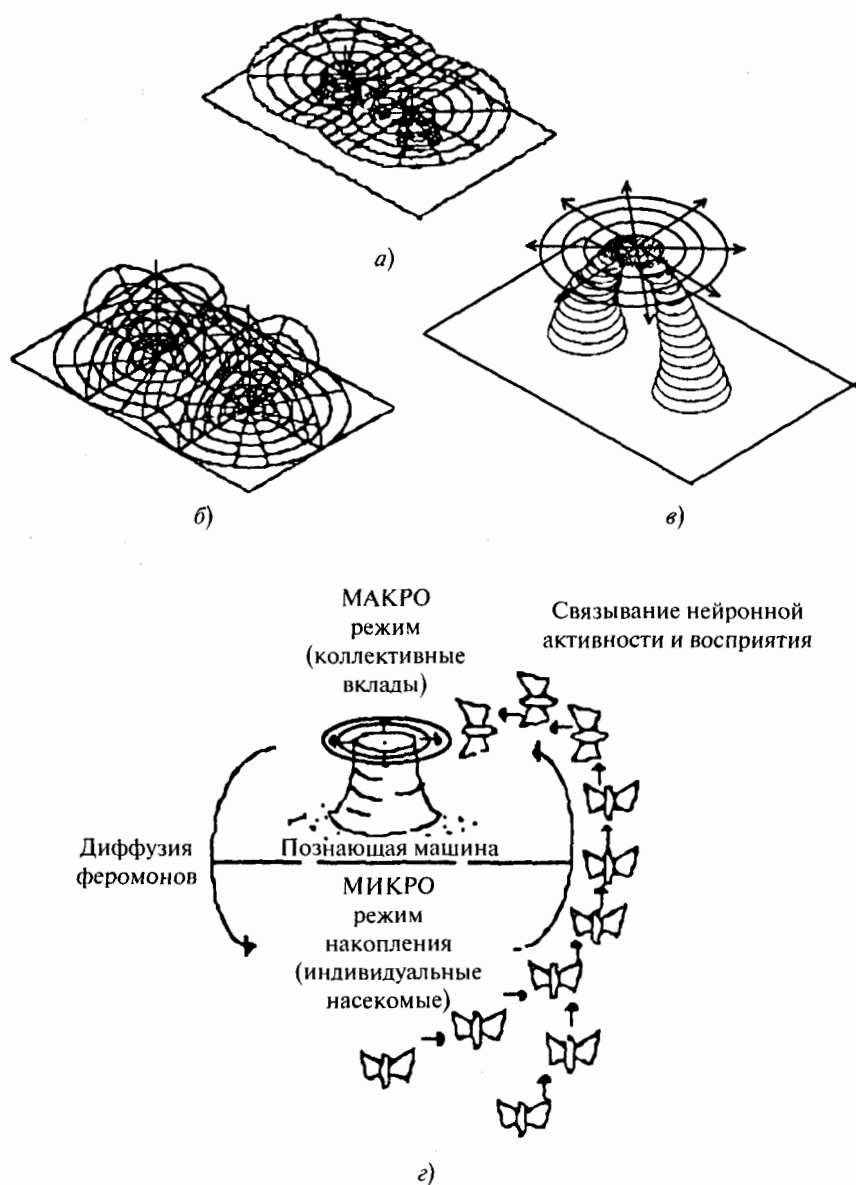 а)
б)
в)
МАКРО
режим
(коллективные
вклады)
Связывание нейронной
активности и восприятия
Диффузия
феромонов
Познающая машина
МИКРО
режим
накопления
(индивидуальные
насекомые)
г)